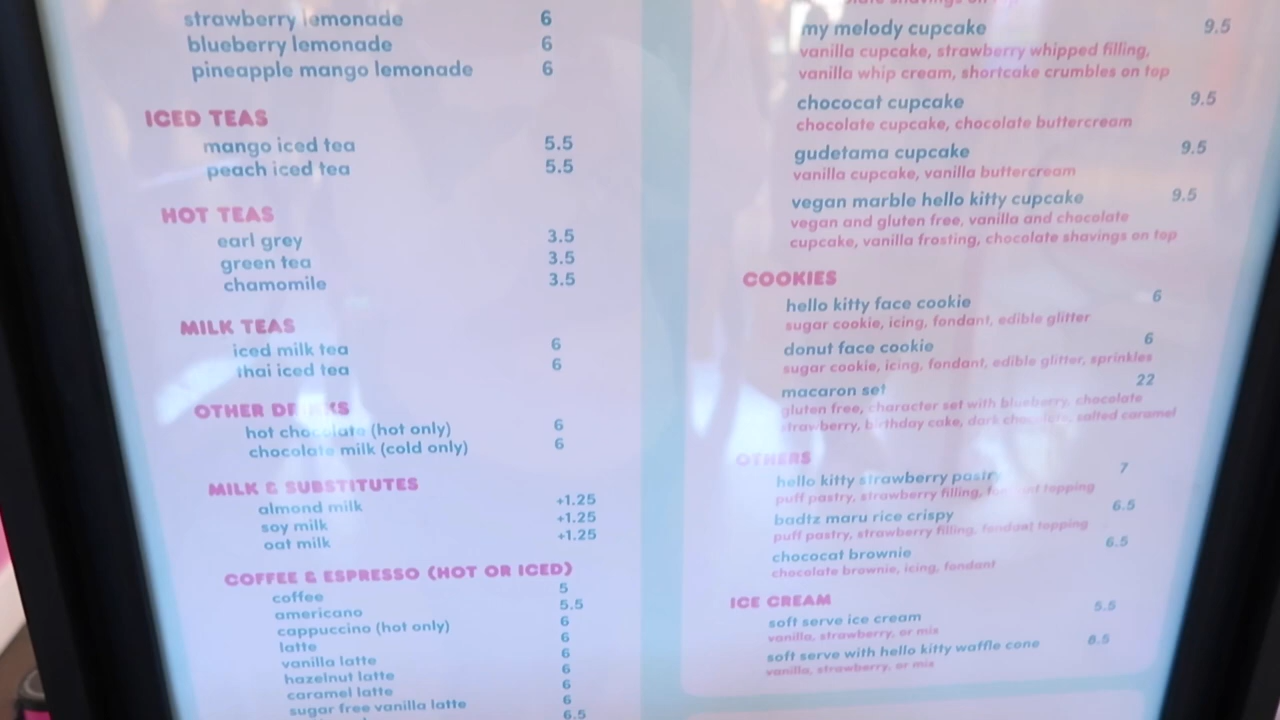 strawberry lemonade 6
blueberry lemonade 6
pineapple mango lemonade 6
ICED TEAS
mango iced tea 5.5
peach iced tea 5.5
HOT TEAS
earl grey 3.5
green tea 3.5
chamomile 3.5
MILK TEAS
iced milk tea 6
thai iced tea 6
OTHER DRINKS
hot chocolate (hot only) 6
chocolate milk (cold only) 6
MILK & SUBSTITUTES
almond milk +1.25
soy milk +1.25
oat milk +1.25
COFFEE & ESPRESSO (HOT OR ICED)
coffee 5
americano 5.5
cappuccino (hot only) 6
latte 6
vanilla latte 6
hazelnut latte 6
caramel latte 6
sugar free vanilla latte 6
6.5
my melody cupcake 9.5
vanilla cupcake, strawberry whipped filling,
vanilla whip cream, shortcake crumbles on top
chococat cupcake 9.5
chocolate cupcake, chocolate buttercream
gudetama cupcake 9.5
vanilla cupcake, vanilla buttercream
vegan marble hello kitty cupcake 9.5
vegan and gluten free, vanilla and chocolate
cupcake, vanilla frosting, chocolate shavings on top
COOKIES
hello kitty face cookie 6
sugar cookie, icing, fondant, edible glitter
donut face cookie 6
sugar cookie, icing, fondant, edible glitter, sprinkles
macaron set 22
gluten free, character set with blueberry, chocolate
strawberry, birthday cake, dark chocolate, salted caramel
OTHERS
hello kitty strawberry pastry 7
puff pastry, strawberry filling, fondant topping
badtz maru rice crispy 6.5
puff pastry, strawberry filling, fondant topping
chococat brownie 6.5
chocolate brownie, icing, fondant
ICE CREAM
soft serve ice cream 5.5
vanilla, strawberry, or mix
soft serve with hello kitty waffle cone 6.5
vanilla, strawberry, or mix